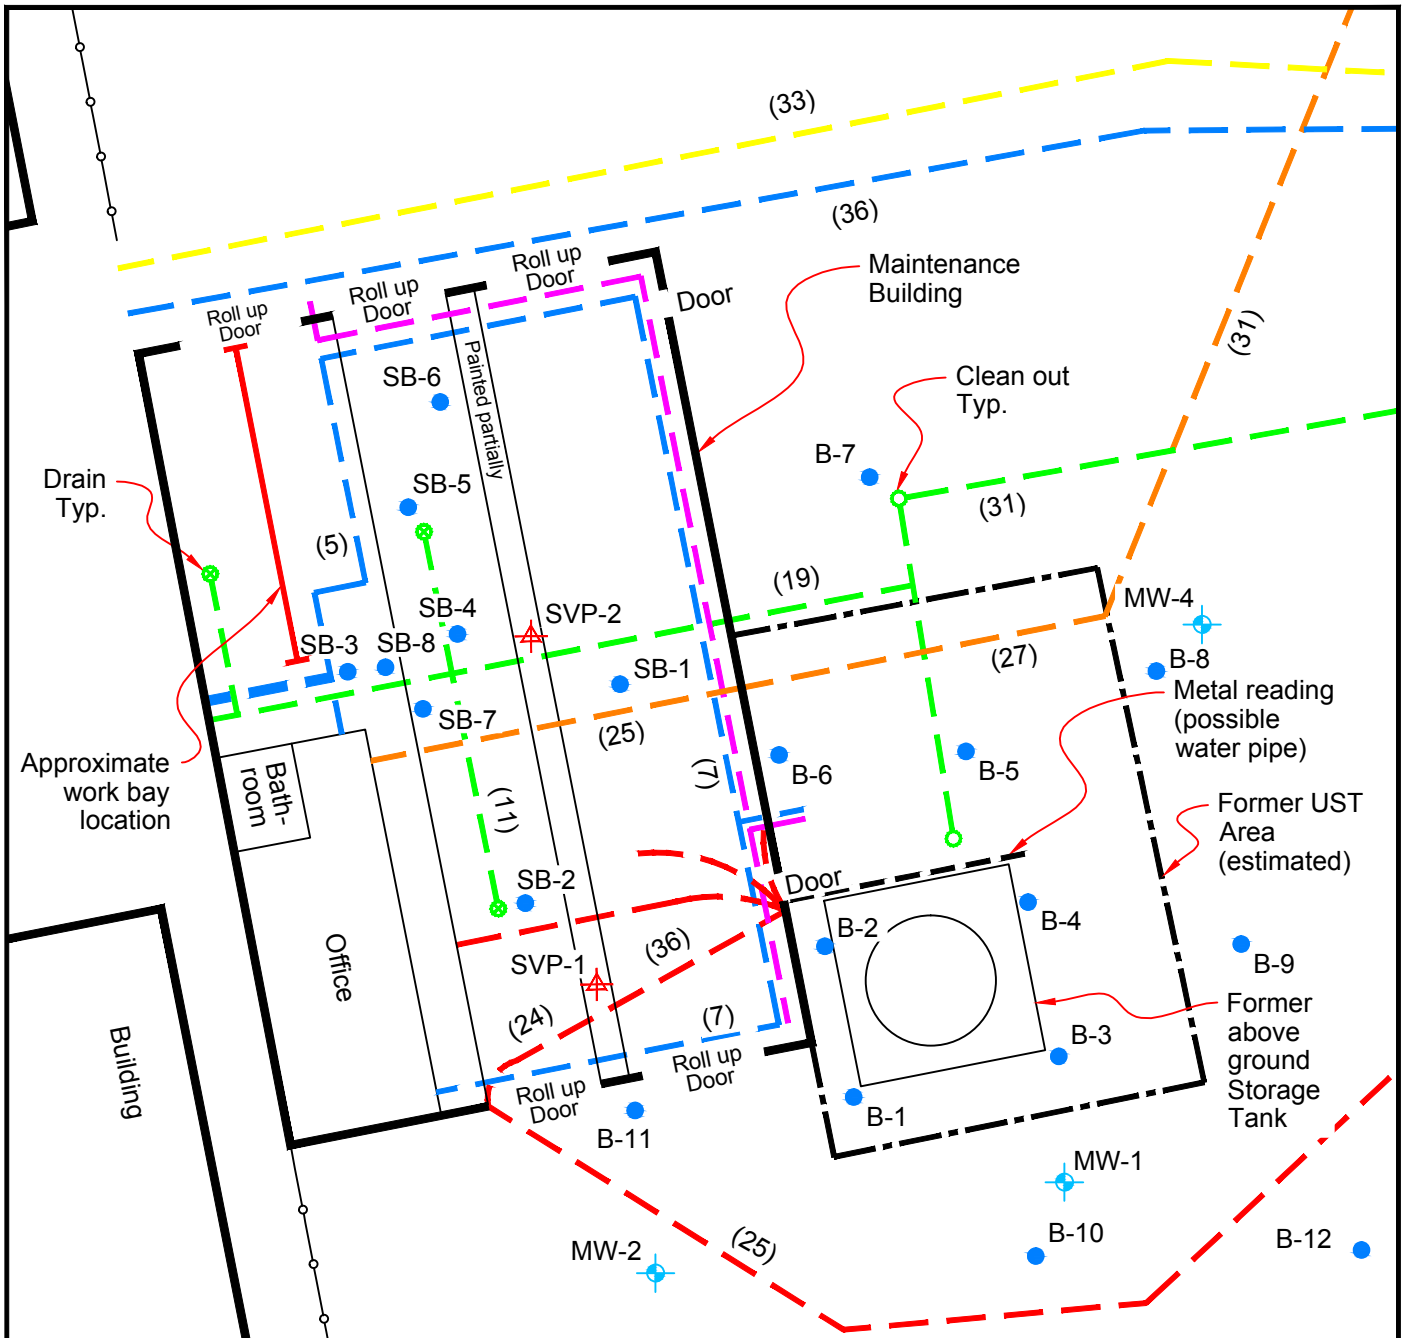 (33)
(36)
Roll up
Door
Roll up
Door
Roll up
Door
Door
Maintenance
Building
(31)
Painted partially
SB-6
Clean out
Typ.
B-7
Drain
Typ.
SB-5
(31)
(5)
(19)
SB-4
SVP-2
MW-4
SB-3
SB-8
SB-1
(27)
B-8
SB-7
(25)
Metal reading
(possible
water pipe)
Approximate
work bay
location
Bath-
room
(7)
B-6
B-5
(11)
Former UST
Area
(estimated)
SB-2
Door
B-4
B-2
Office
(36)
SVP-1
B-9
(24)
(7)
Former
above
ground
Storage
Tank
Building
Roll up
Door
B-3
Roll up
Door
B-1
B-11
MW-1
(25)
MW-2
B-10
B-12